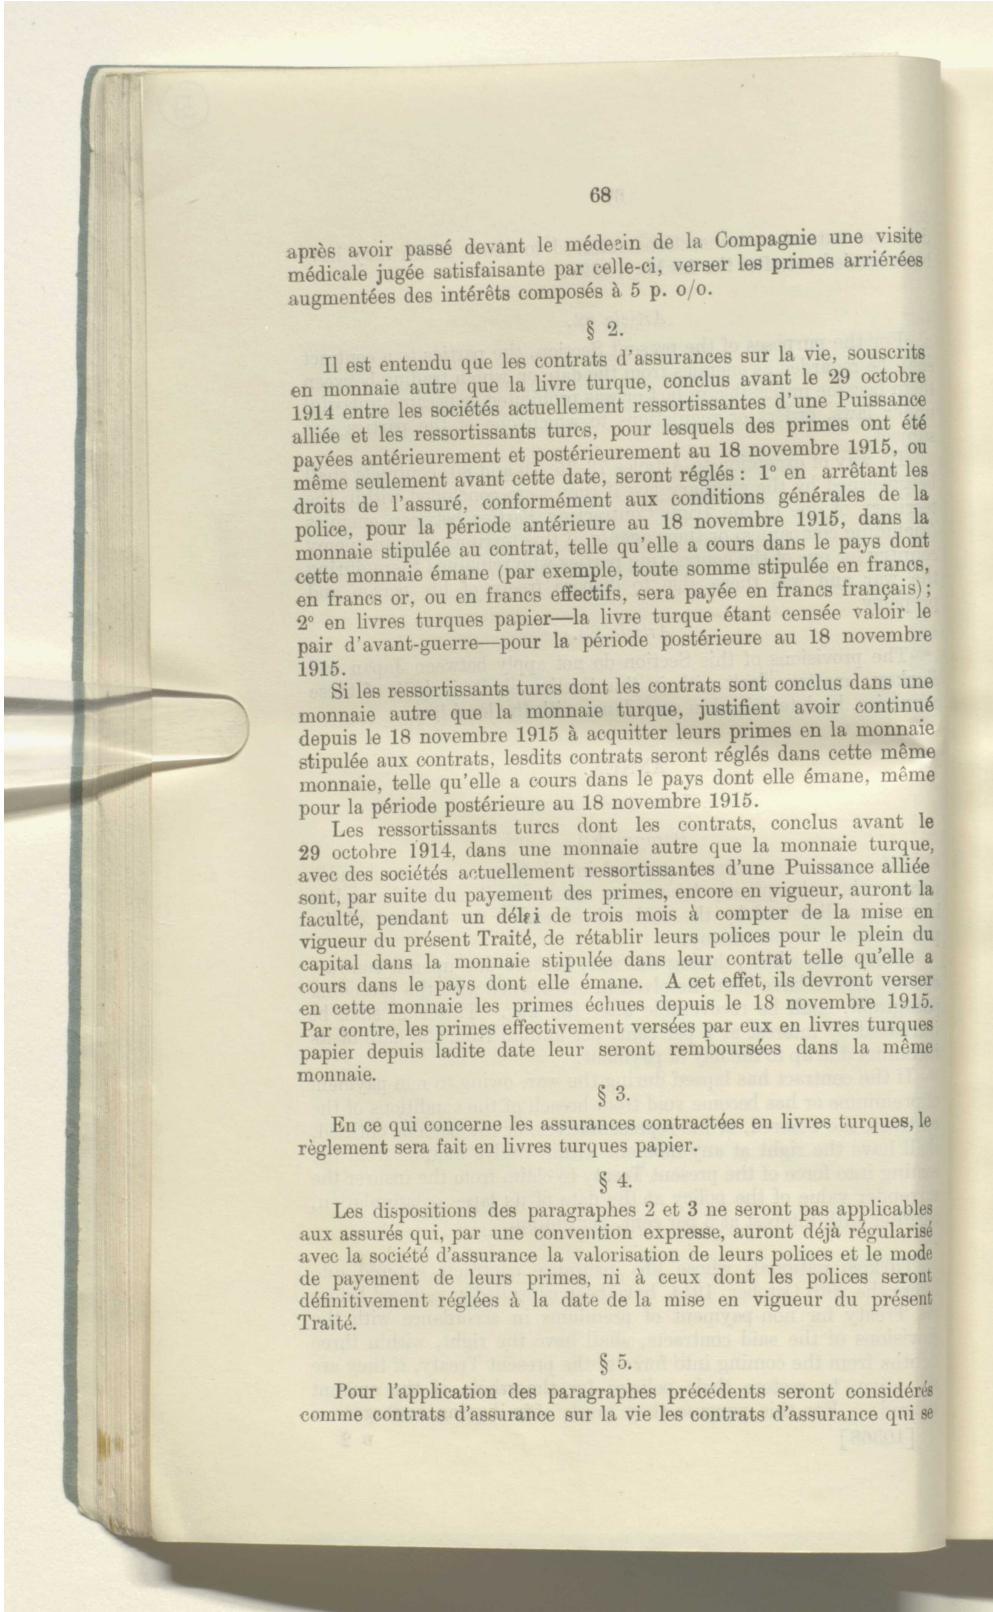 68
après avoir passé devant le médecin de la Compagnie une visite
médicale jugée satisfaisante par celle-ci, verser les primes arriérées
augmentées des intérêts composés à 5 p. o/o.
§ 2.
Il est entendu que les contrats d'assurances sur la vie, souscrits
en monnaie autre que la livre turque, conclus avant le 29 octobre
1914 entre les sociétés actuellement ressortissantes d'une Puissance
alliée et les ressortissants turcs, pour lesquels des primes ont été
payées antérieurement et postérieurement au 18 novembre 1915, ou
même seulement avant cette date, seront réglés : 1° en arrêtant les
droits de l'assuré, conformément aux conditions générales de la
police, pour la période antérieure au 18 novembre 1915, dans la
monnaie stipulée au contrat, telle qu'elle a cours dans le pays dont
cette monnaie émane (par exemple, toute somme stipulée en francs,
en francs or, ou en francs effectifs, sera payée en francs français) ;
2° en livres turques papier—la livre turque étant censée valoir le
pair d'avant-guerre—pour la période postérieure au 18 novembre
1915.
Si les ressortissants turcs dont les contrats sont conclus dans une
monnaie autre que la monnaie turque, justifient avoir continué
depuis le 18 novembre 1915 à acquitter leurs primes en la monnaie
stipulée aux contrats, lesdits contrats seront réglés dans cette même
monnaie, telle qu'elle a cours dans le pays dont elle émane, même
pour la période postérieure au 18 novembre 1915.
Les ressortissants turcs dont les contrats, conclus avant le
29 octobre 1914, dans une monnaie autre que la monnaie turque,
avec des sociétés actuellement ressortissantes d'une Puissance alliée
sont, par suite du payement des primes, encore en vigueur, auront la
faculté, pendant un délai de trois mois à compter de la mise en
vigueur du présent Traité, de rétablir leurs polices pour le plein du
capital dans la monnaie stipulée dans leur contrat telle qu'elle a
cours dans le pays dont elle émane. A cet effet, ils devront verser
en cette monnaie les primes échues depuis le 18 novembre 1915.
Par contre, les primes effectivement versées par eux en livres turques
papier depuis ladite date leur seront remboursées dans la même
monnaie.
§ 3.
En ce qui concerne les assurances contractées en livres turques, le
règlement sera fait en livres turques papier.
§ 4.
Les dispositions des paragraphes 2 et 3 ne seront pas applicables
aux assurés qui, par une convention expresse, auront déjà régularisé
avec la société d'assurance la valorisation de leurs polices et le mode
de payement de leurs primes, ni à ceux dont les polices seront
définitivement réglées à la date de la mise en vigueur du présent
Traité.
§ 5.
Pour l'application des paragraphes précédents seront considérés
comme contrats d'assurance sur la vie les contrats d'assurance qui se